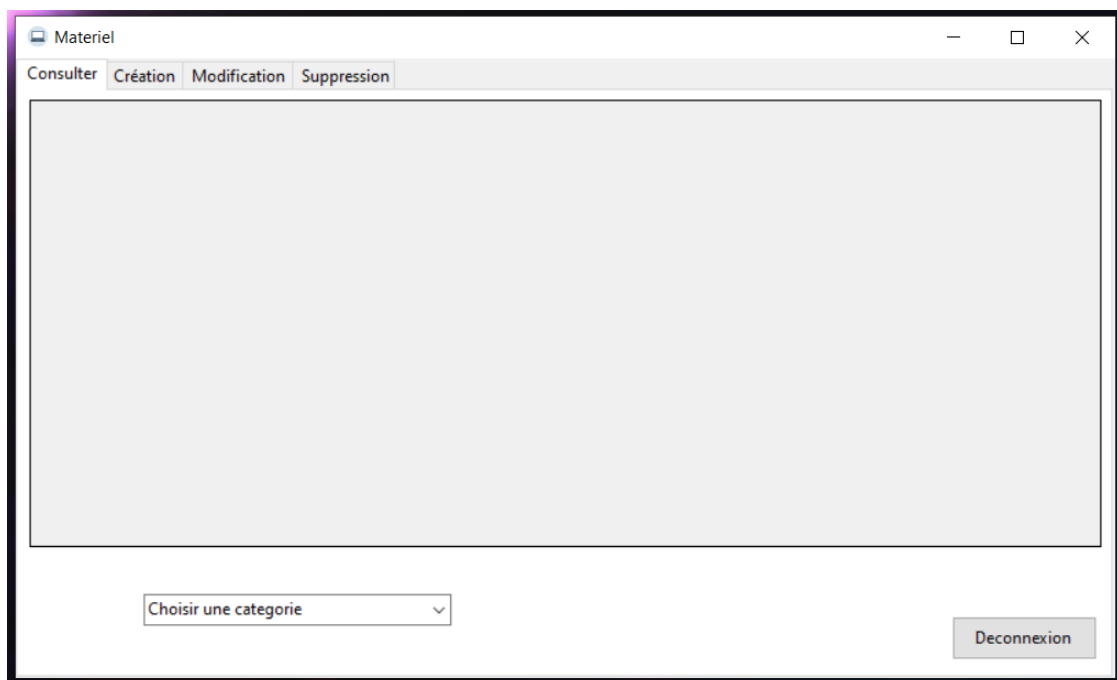 Materiel
Consulter Création Modification Suppression
Choisir une categorie
Deconnexion